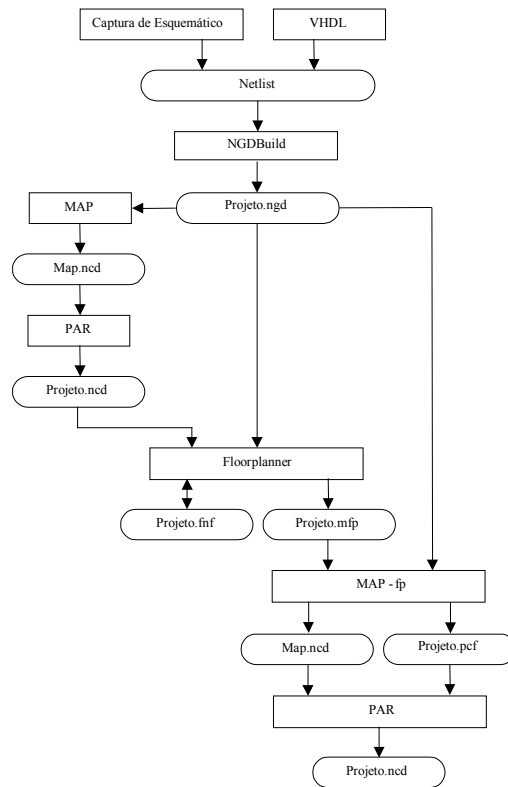 Captura de Esquemático
VHDL
Netlist
NGDBuild
MAP
Projeto.ngd
Map.ncd
PAR
Projeto.ncd
Floorplanner
Projeto.fnf
Projeto.mfp
MAP - fp
Map.ncd
Projeto.pcf
PAR
Projeto.ncd